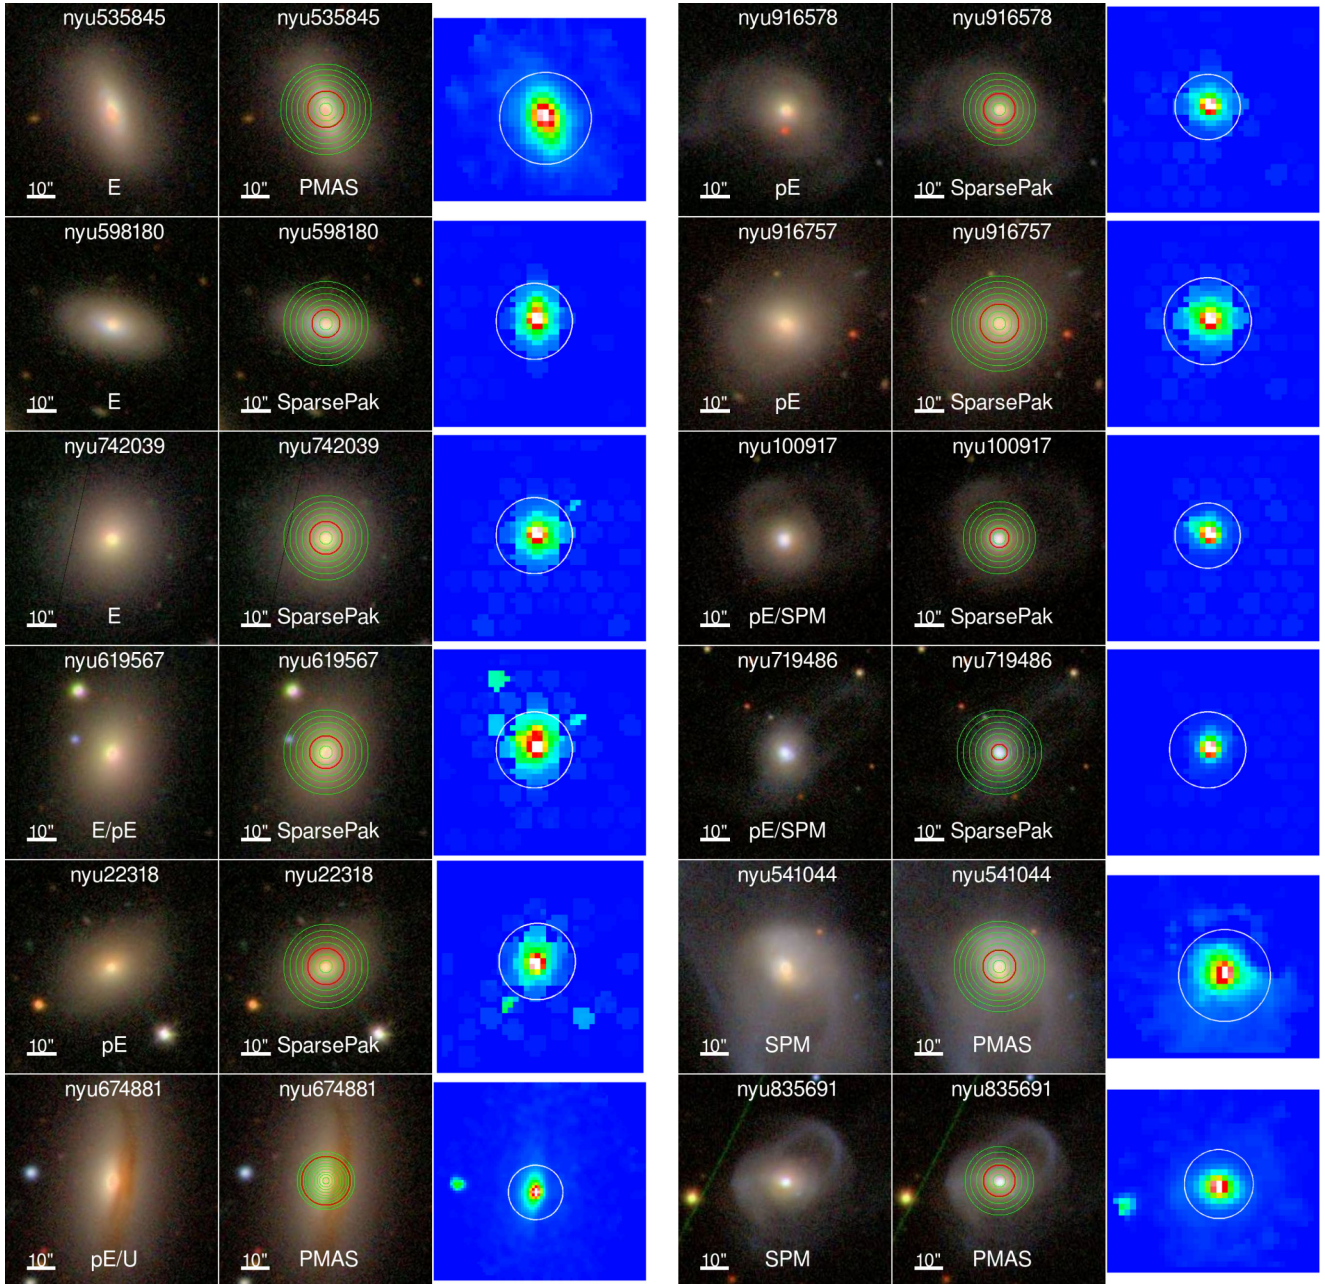 nyu535845 nyu535845 nyu916578 nyu916578
10" E 10" PMAS 10" pE 10" SparsePak
nyu598180 nyu598180 nyu916757 nyu916757
10" E 10" SparsePak 10" pE 10" SparsePak
nyu742039 nyu742039 nyu100917 nyu100917
10" E 10" SparsePak 10" pE/SPM 10" SparsePak
nyu619567 nyu619567 nyu719486 nyu719486
10" E/pE 10" SparsePak 10" pE/SPM 10" SparsePak
nyu22318 nyu22318 nyu541044 nyu541044
10" pE 10" SparsePak 10" SPM 10" PMAS
nyu674881 nyu674881 nyu835691 nyu835691
10" pE/U 10" PMAS 10" SPM 10" PMAS